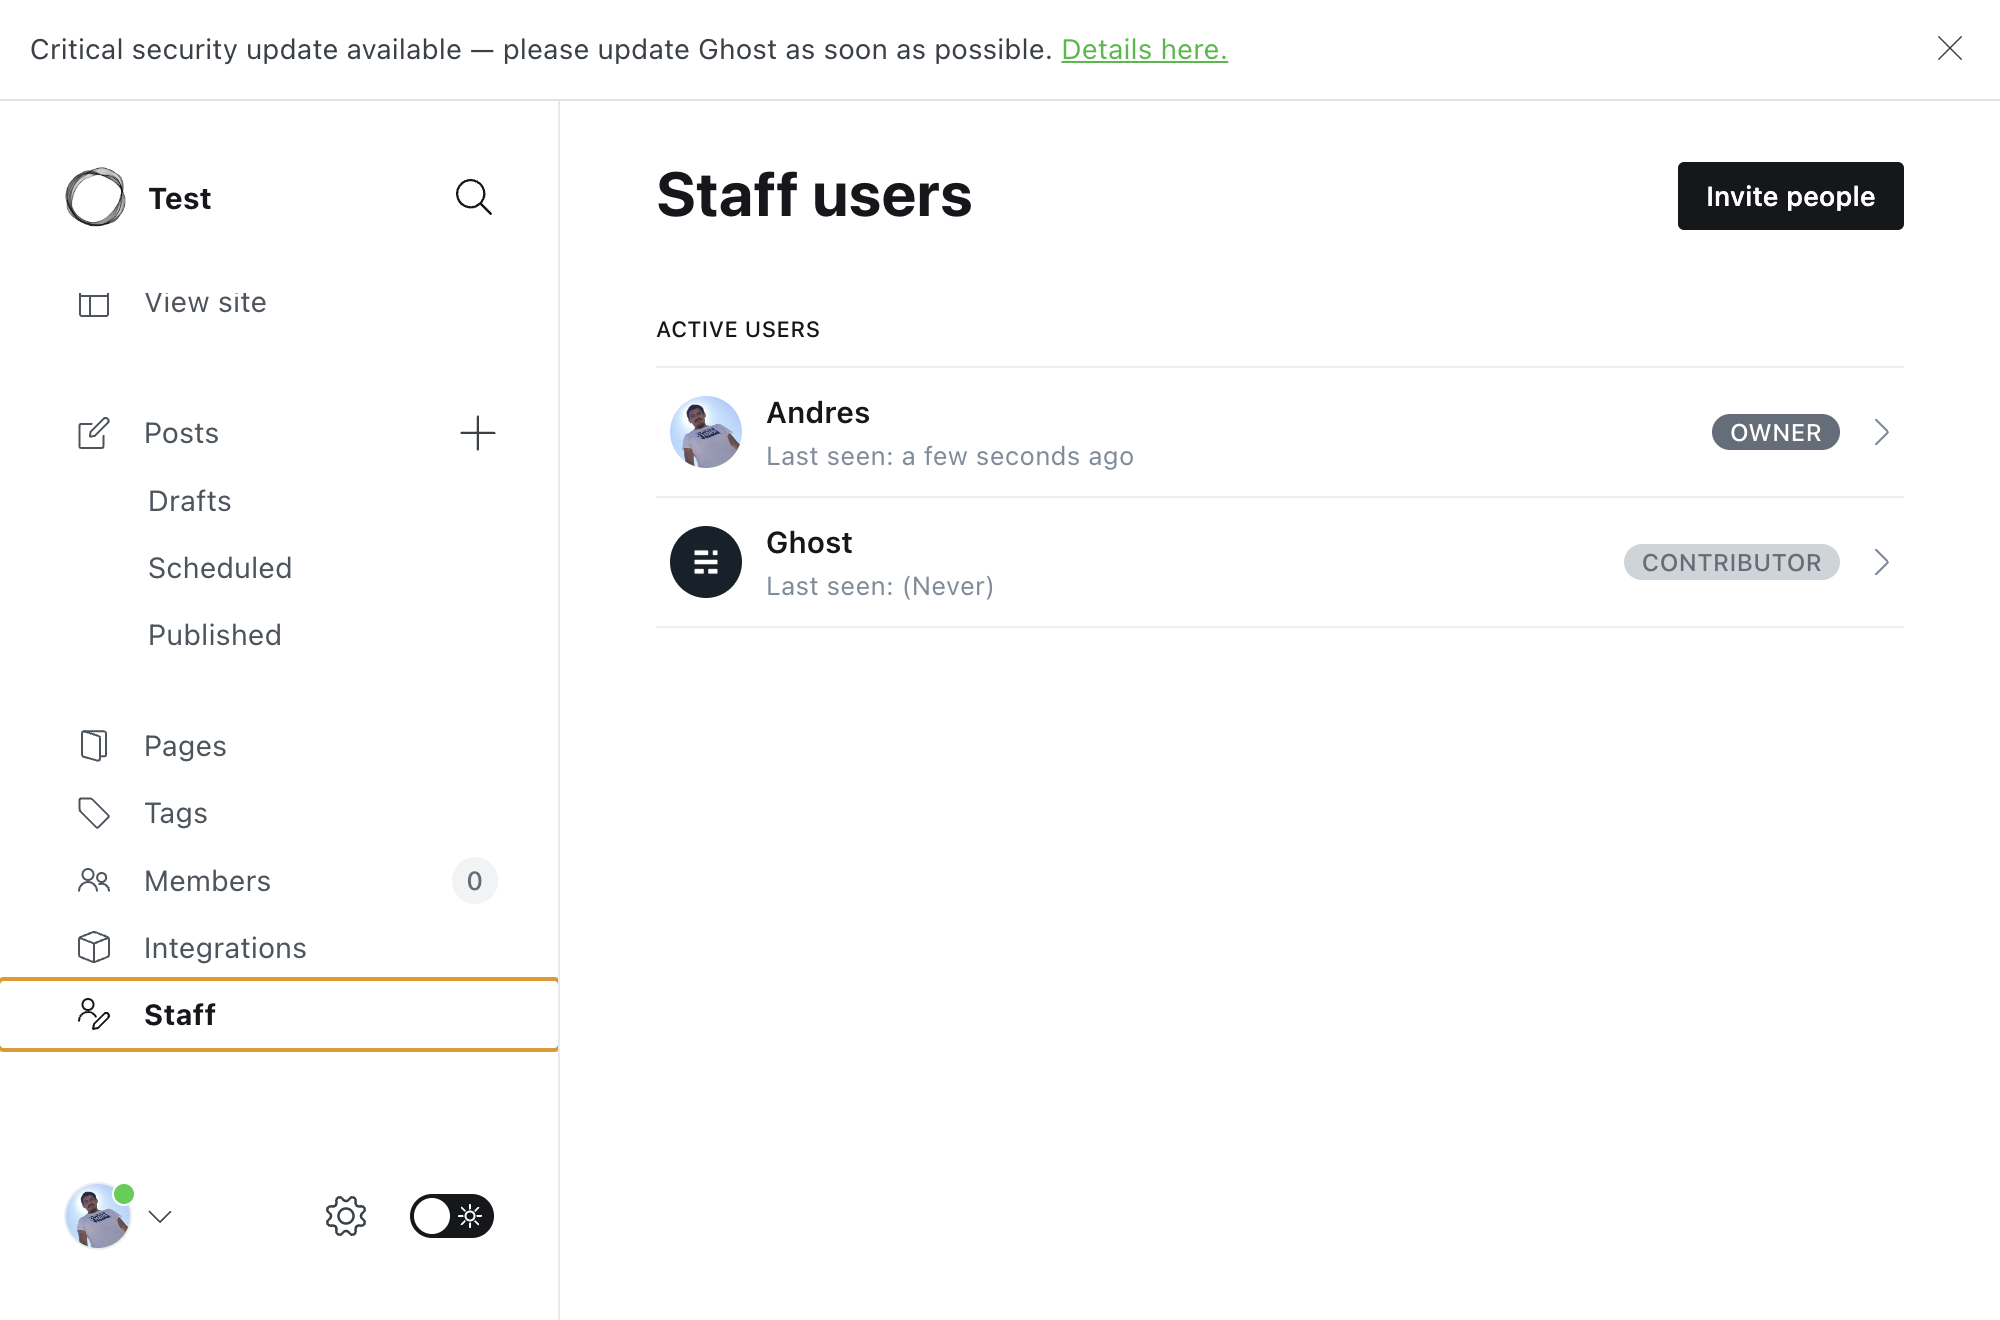 Critical security update available — please update Ghost as soon as possible. Details here.
Test
View site
Posts
Drafts
Scheduled
Published
Pages
Tags
Members 0
Integrations
Staff
Staff users
Invite people
ACTIVE USERS
Andres
Last seen: a few seconds ago
OWNER
Ghost
Last seen: (Never)
CONTRIBUTOR